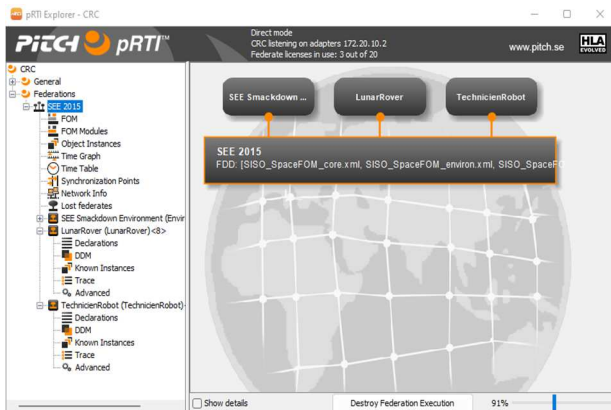 pRTI Explorer - CRC
PITCH pRTI™
Direct mode
CRC listening on adapters 172.20.10.2
Federate licenses in use: 3 out of 20
www.pitch.se
HLA
EVOLVED
CRC
General
Federations
SEE 2015
FOM
FOM Modules
Object Instances
Time Graph
Time Table
Synchronization Points
Network Info
Lost federates
SEE Smackdown Environment (Envir
LunarRover (LunarRover)<8>
Declarations
DDM
Known Instances
Trace
Advanced
TechnicienRobot (TechnicienRobot)-
Declarations
DDM
Known Instances
Trace
Advanced
SEE Smackdown ...
LunarRover
TechnicienRobot
SEE 2015
FDD: [SISO_SpaceFOM_core.xml, SISO_SpaceFOM_environ.xml, SISO_SpaceFO
Show details
Destroy Federation Execution
91%